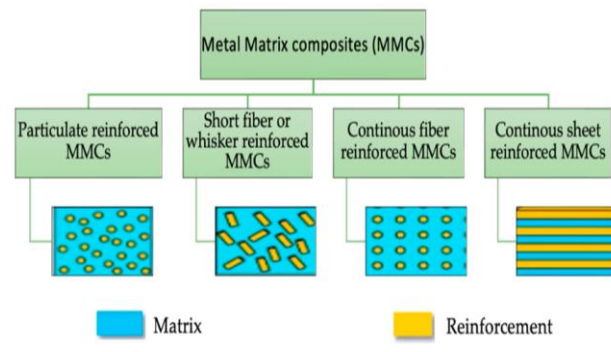 Metal Matrix composites (MMCs)
Particulate reinforced
MMCs
Short fiber or
whisker reinforced
MMCs
Continous fiber
reinforced MMCs
Continous sheet
reinforced MMCs
Matrix
Reinforcement